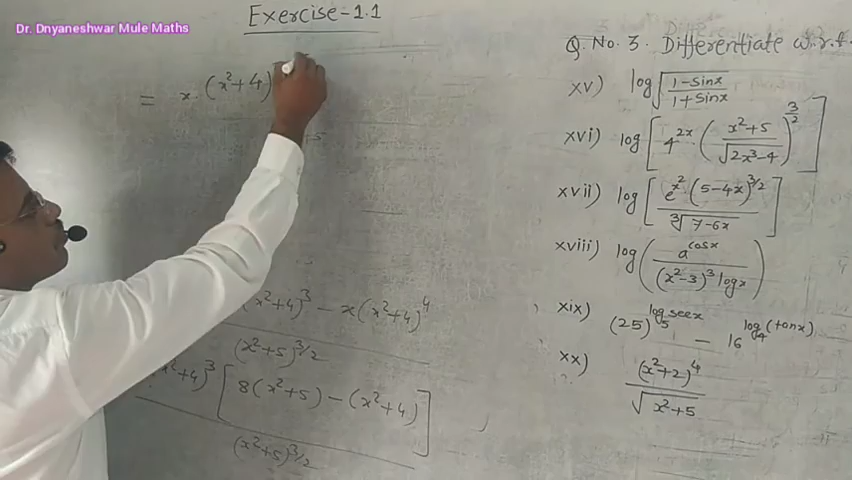 Dr. Dnyaneshwar Mule Maths
Exercise-1.1
= x. (x²+4)
(x²+4)³ - x(x²+4)⁴
(x²+5)^3/2
x²+4)³ [8(x²+5) - (x²+4)]
(x²+5)^3/2
Q. No. 3. Differentiate w.r.t.
xv) log√((1-sinx)/(1+sinx))
xvi) log[4^2x. ((x²+5)/√(2x³-4))^3/2]
xvii) log[e^x². (5-4x)^3/2 / ∛(7-6x)]
xviii) log(a^cosx / (x²-3)³ logx)
xix) (25)^log₅secx - 16^log₄(tanx)
xx) (x²+2)⁴ / √(x²+5)